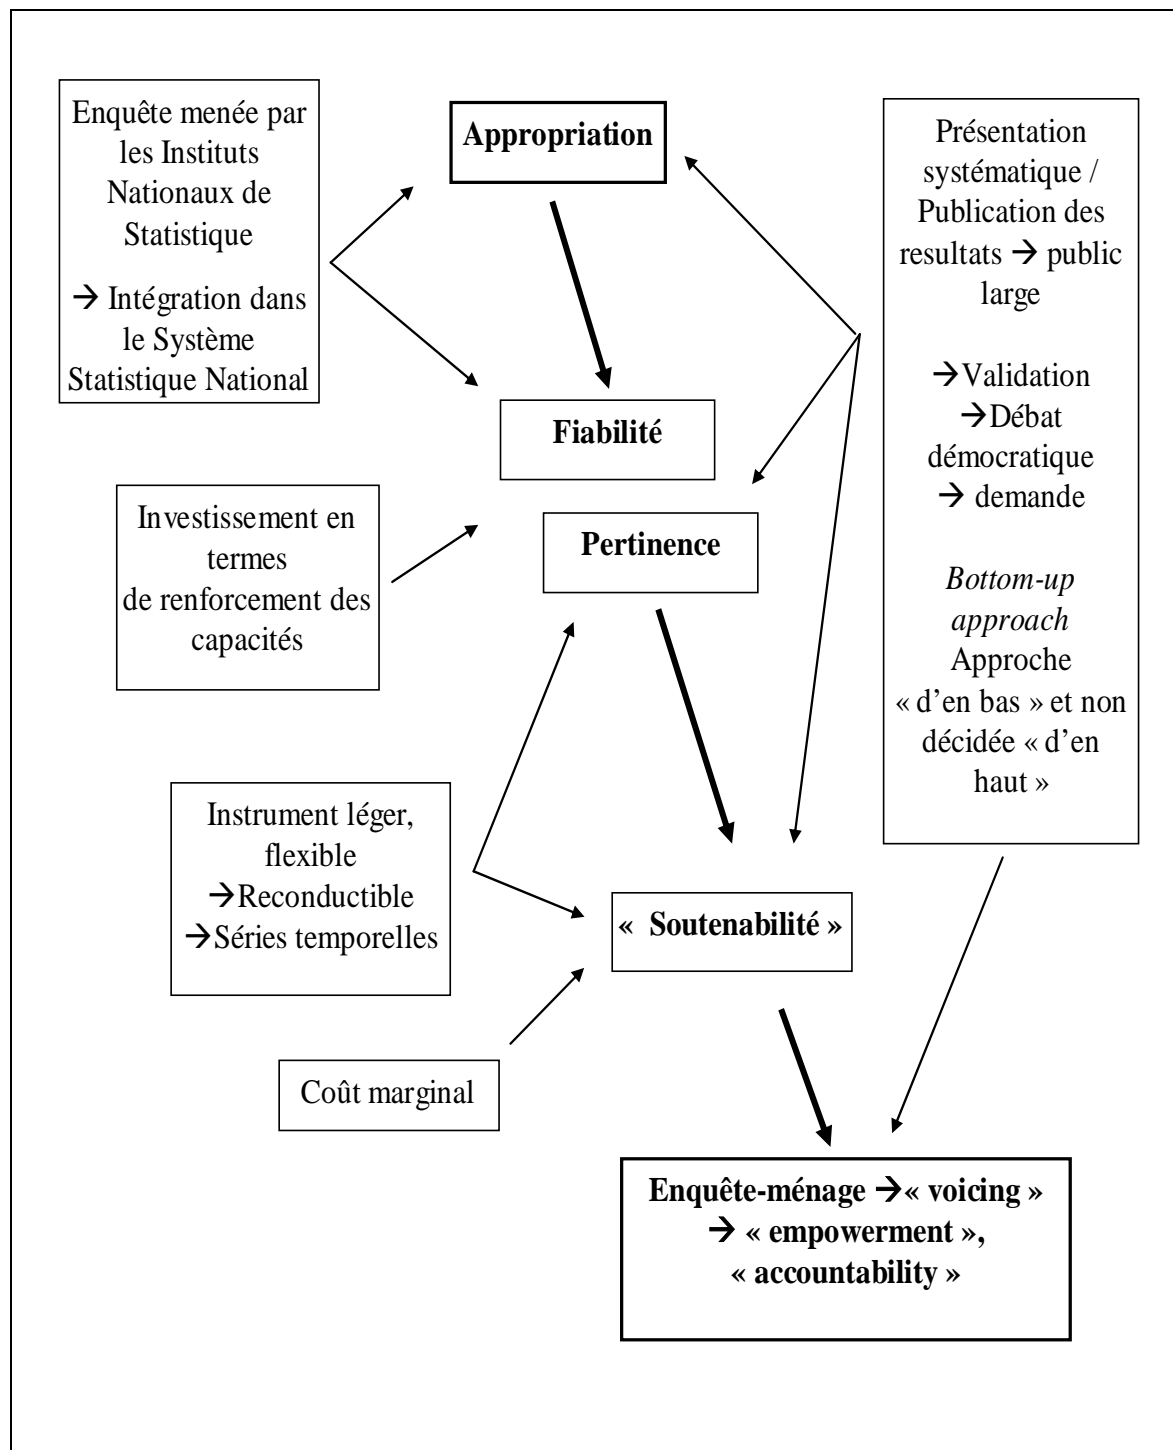 Enquête menée par
les Instituts
Nationaux de
Statistique
→ Intégration dans
le Système
Statistique National
Appropriation
Présentation
systématique /
Publication des
resultats → public
large
→Validation
→Débat
démocratique
→ demande
Bottom-up
approach
Approche
« d'en bas » et non
décidée « d'en
haut »
Fiabilité
Pertinence
Investissement en
termes
de renforcement des
capacités
Instrument léger,
flexible
→Reconductible
→Séries temporelles
« Soutenabilité »
Coût marginal
Enquête-ménage →« voicing »
→ « empowerment »,
« accountability »